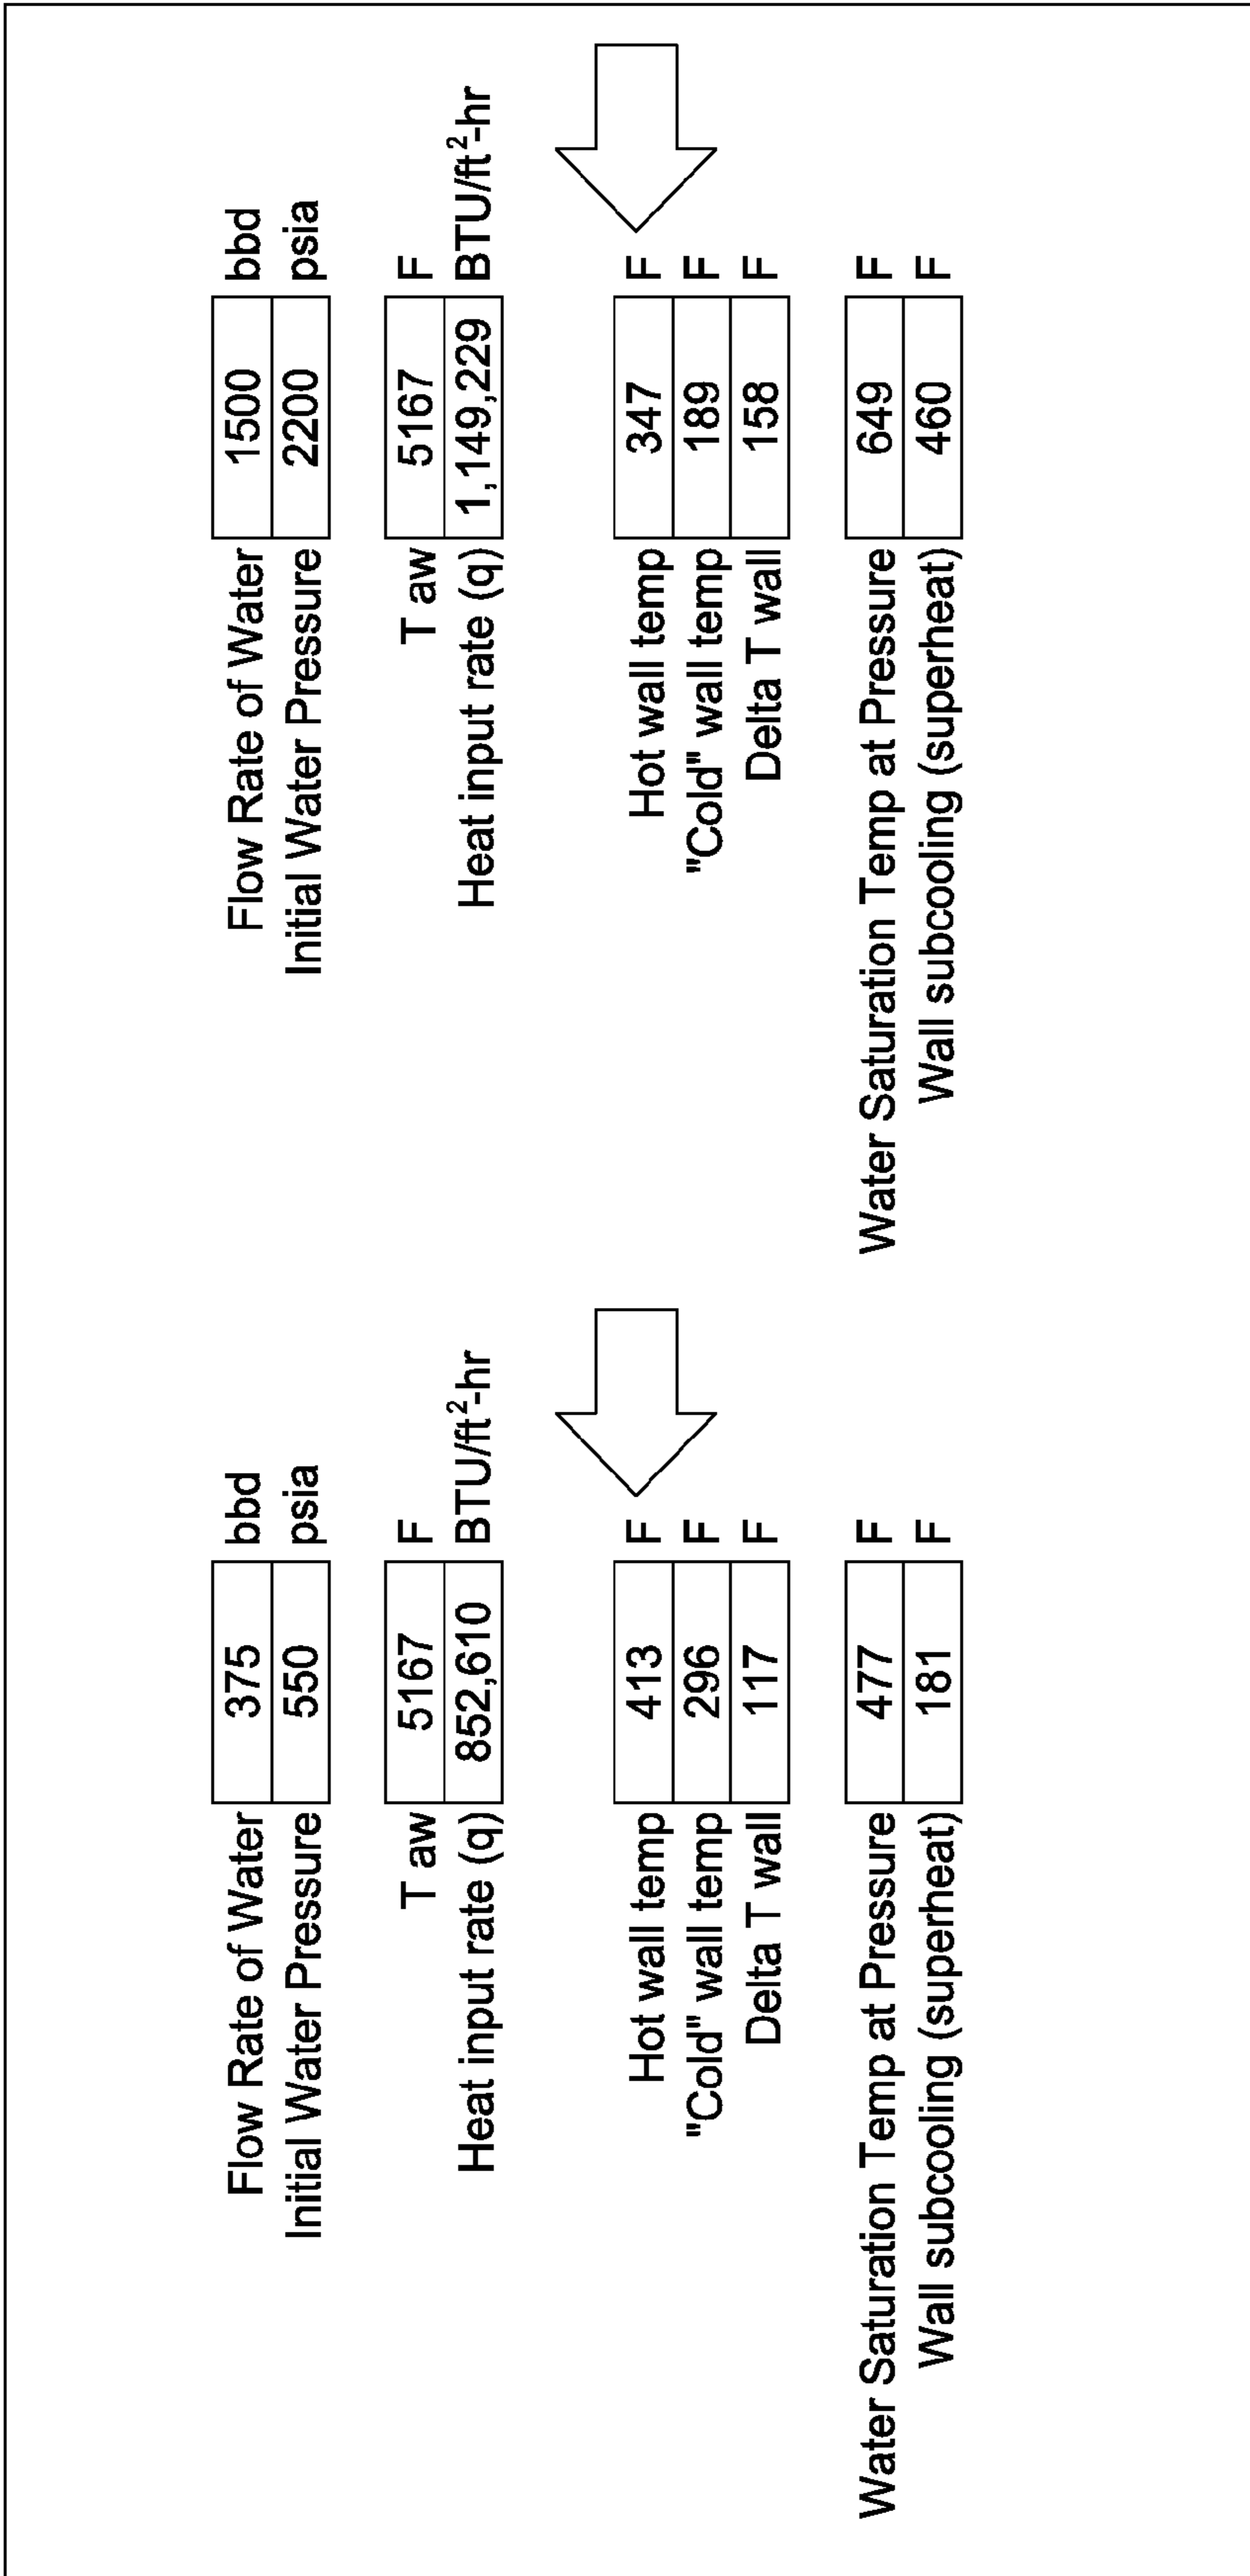 Flow Rate of Water 375 bbd
Initial Water Pressure 550 psia
T aw 5167 F
Heat input rate (q) 852,610 BTU/ft²-hr
Hot wall temp 413 F
"Cold" wall temp 296 F
Delta T wall 117 F
Water Saturation Temp at Pressure 477 F
Wall subcooling (superheat) 181 F
Flow Rate of Water 1500 bbd
Initial Water Pressure 2200 psia
T aw 5167 F
Heat input rate (q) 1,149,229 BTU/ft²-hr
Hot wall temp 347 F
"Cold" wall temp 189 F
Delta T wall 158 F
Water Saturation Temp at Pressure 649 F
Wall subcooling (superheat) 460 F